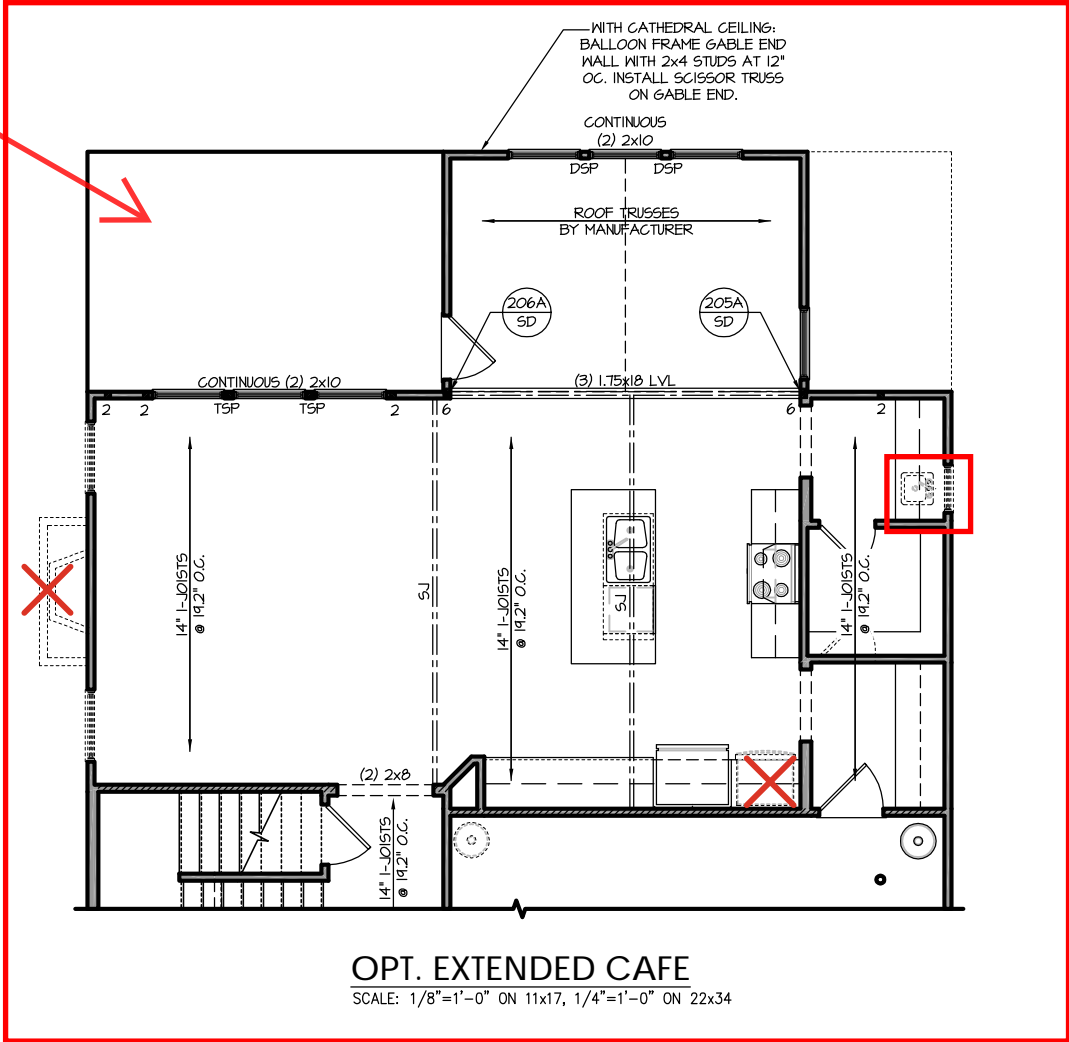 WITH CATHEDRAL CEILING:
BALLOON FRAME GABLE END
WALL WITH 2x4 STUDS AT 12"
OC. INSTALL SCISSOR TRUSS
ON GABLE END.
CONTINUOUS
(2) 2x10
DSP
DSP
ROOF TRUSSES
BY MANUFACTURER
206A
SD
205A
SD
CONTINUOUS (2) 2x10
(3) 1.75x18 LVL
2
2
TSP
TSP
2
6
6
2
14" I-JOISTS
@ 19.2" O.C.
SJ
14" I-JOISTS
@ 19.2" O.C.
SJ
14" I-JOISTS
@ 19.2" O.C.
(2) 2x8
14" I-JOISTS
@ 19.2" O.C.
OPT. EXTENDED CAFE
SCALE: 1/8"=1'-0" ON 11x17, 1/4"=1'-0" ON 22x34